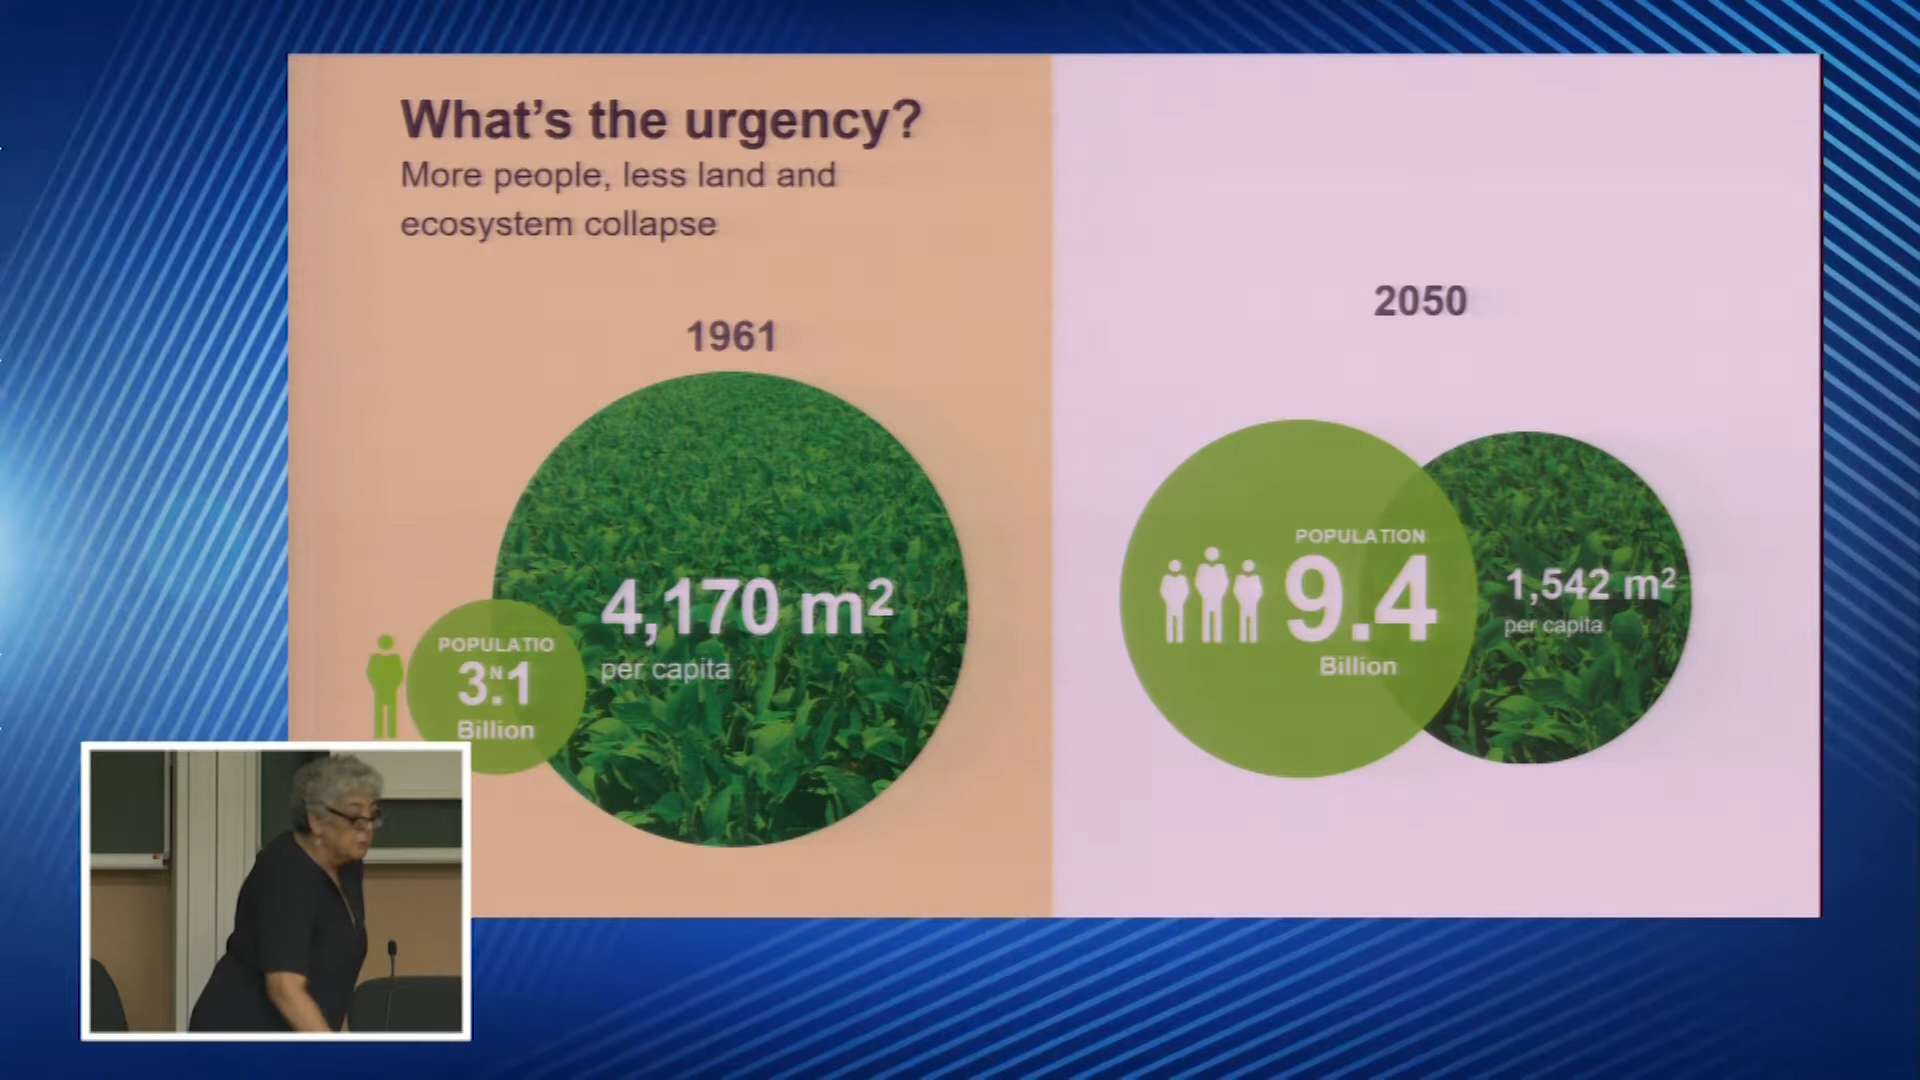 What's the urgency?
More people, less land and
ecosystem collapse
1961
POPULATIO
N
3.1
Billion
4,170 m²
per capita
2050
POPULATION
9.4
Billion
1,542 m²
per capita